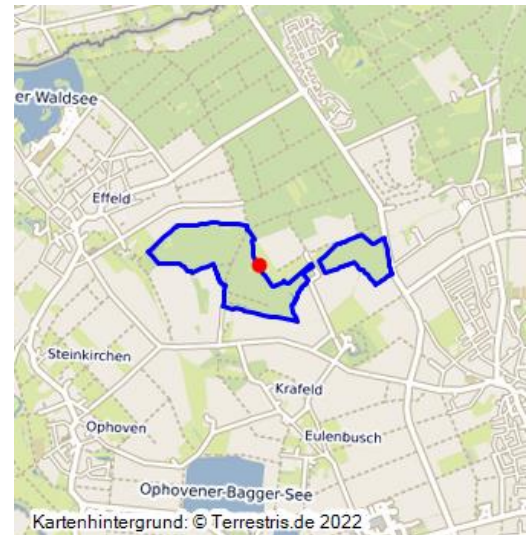 er Waldsee
Effeld
Steinkirchen
Krafeld
Ophoven
Eulenbusch
Ophovener-Bagger-See
Kartenhintergrund: © Terrestris.de 2022